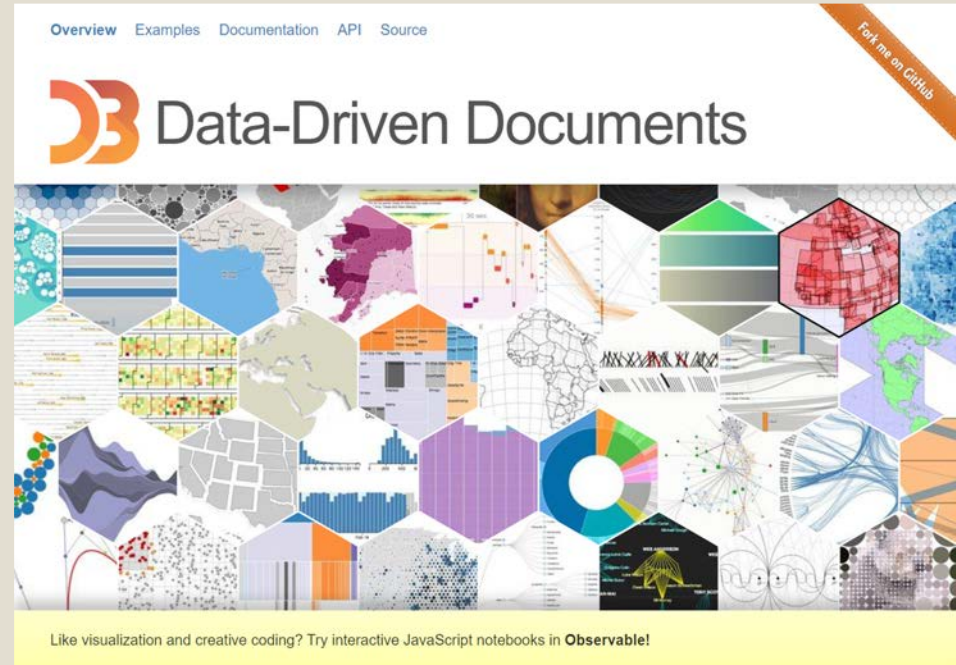 Overview Examples Documentation API Source
Fork me on GitHub
D3 Data-Driven Documents
Like visualization and creative coding? Try interactive JavaScript notebooks in Observable!